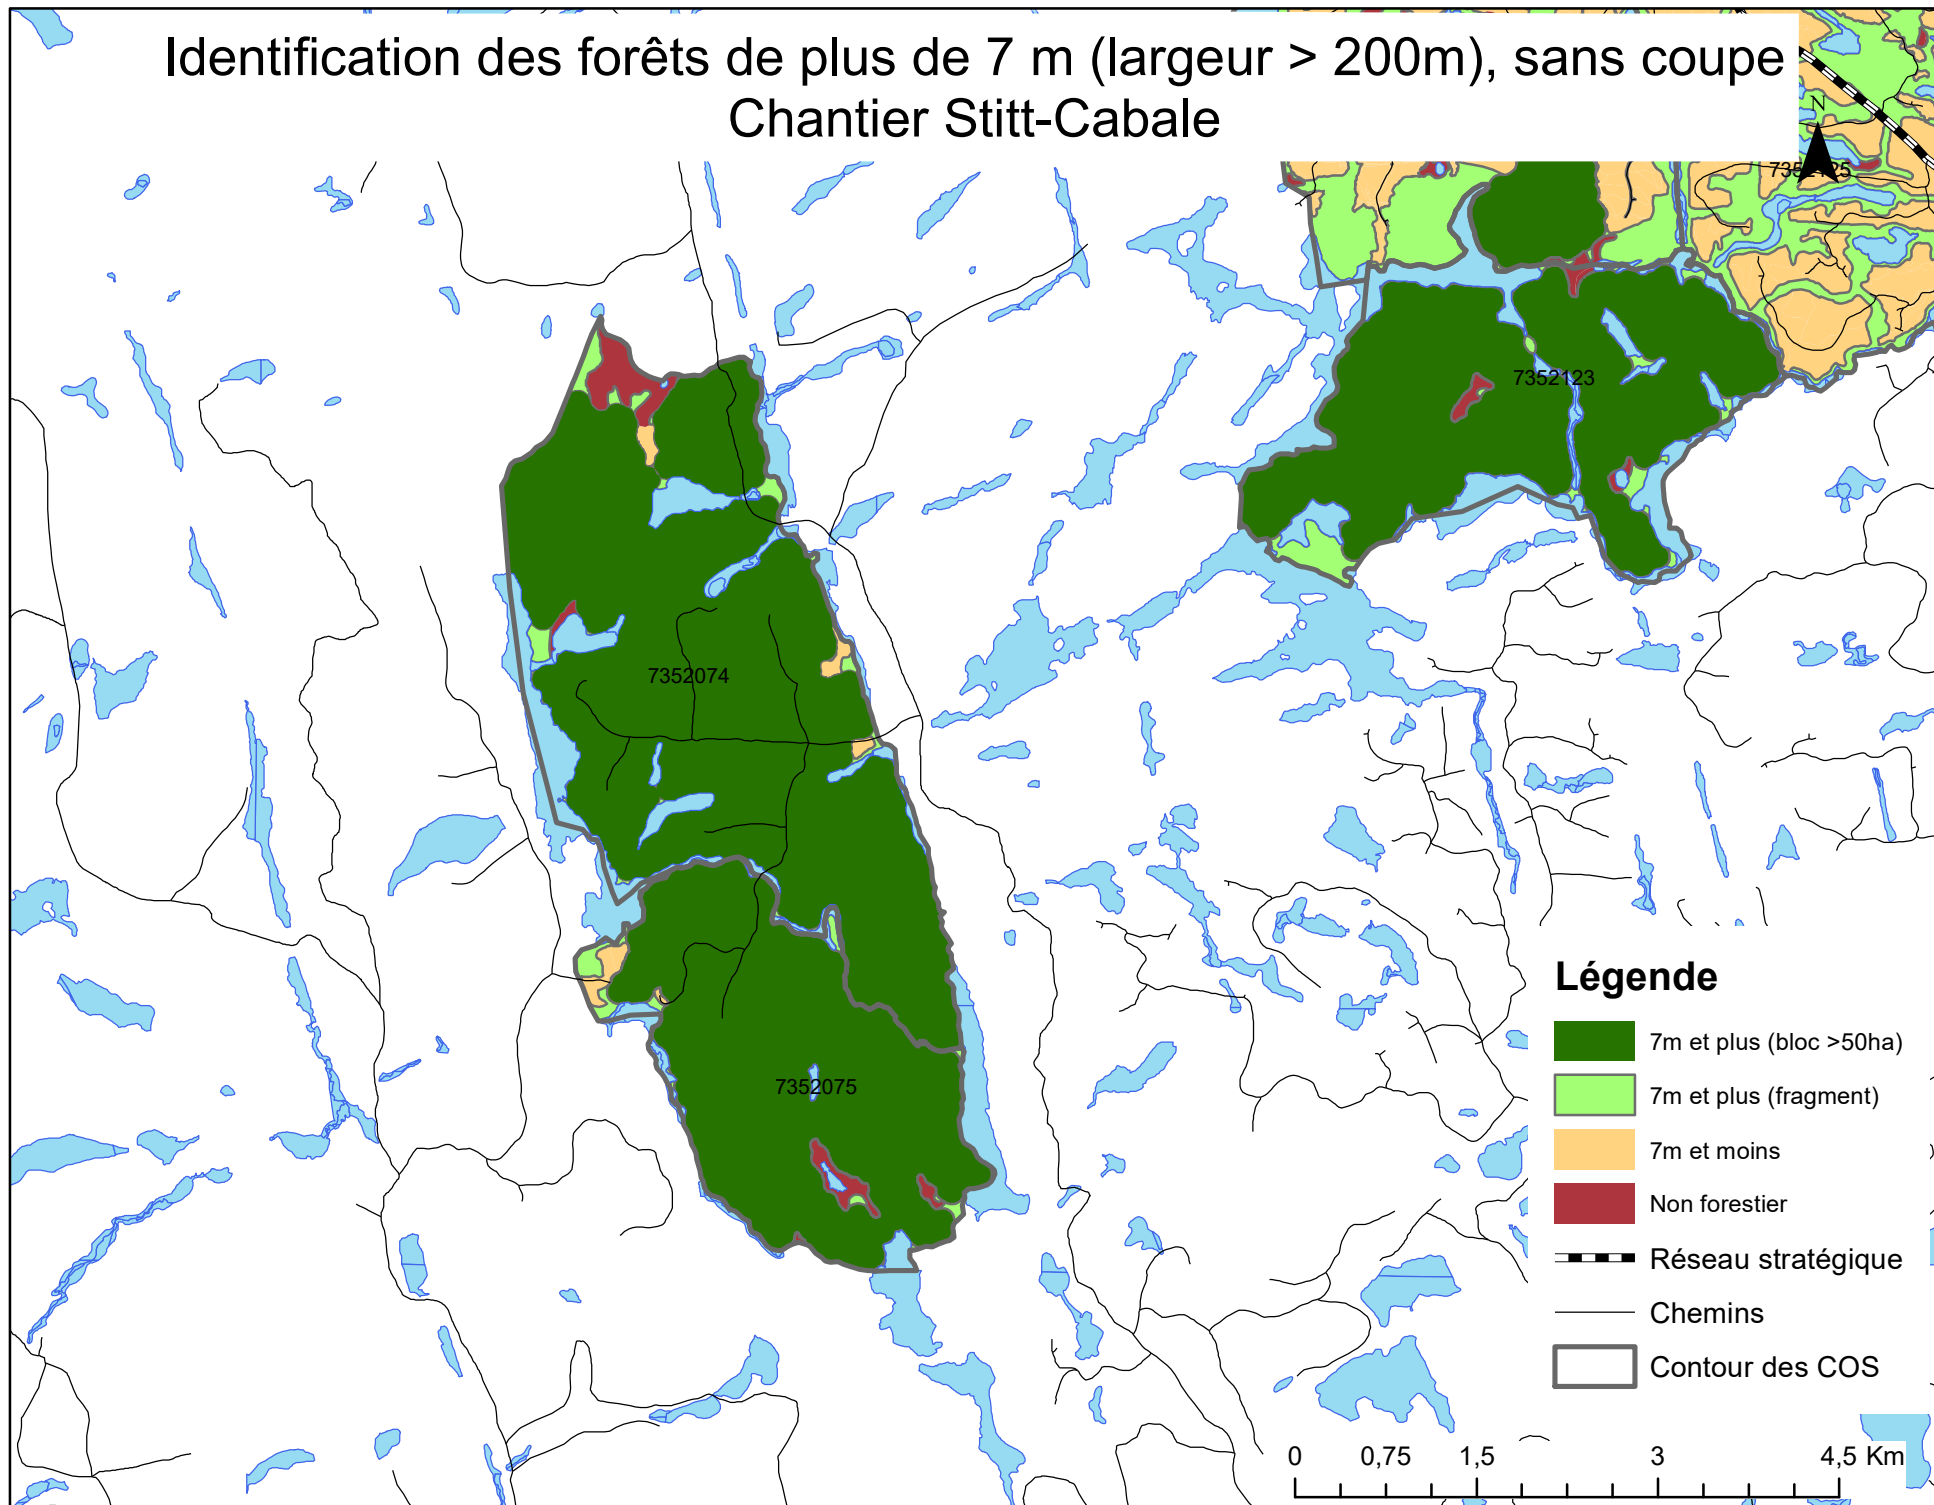 Identification des forêts de plus de 7 m (largeur > 200m), sans coupe
Chantier Stitt-Cabale
N
7352125
7352123
7352074
7352075
Légende
7m et plus (bloc >50ha)
7m et plus (fragment)
7m et moins
Non forestier
Réseau stratégique
Chemins
Contour des COS
0 0,75 1,5 3 4,5 Km